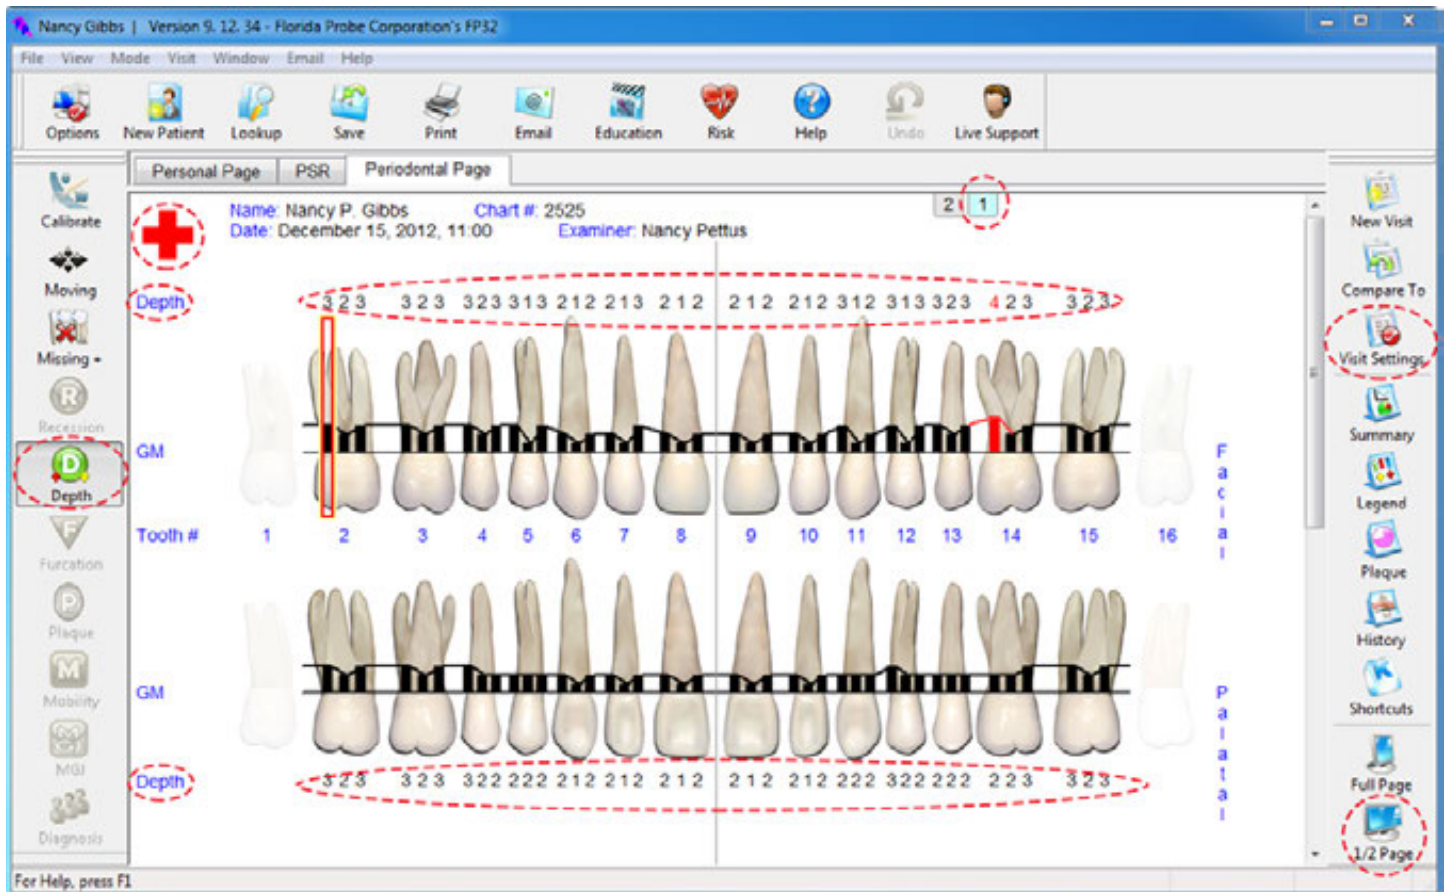 Nancy Gibbs | Version 9. 12. 34 - Florida Probe Corporation's FP32
File View Mode Visit Window Email Help
Options New Patient Lookup Save Print Email Education Risk Help Undo Live Support
Personal Page PSR Periodontal Page
Calibrate
Moving
Missing
Recession
Depth
Furcation
Plaque
Mobility
MGJ
Diagnosis
Name: Nancy P. Gibbs Chart #: 2525
2 1
Date: December 15, 2012, 11:00 Examiner: Nancy Pettus
Depth 3 2 3 3 2 3 3 2 3 3 1 3 2 1 2 2 1 3 2 1 2 2 1 2 2 1 2 3 1 2 3 1 3 3 2 3 4 2 3 3 2 3
GM
Facial
Tooth # 1 2 3 4 5 6 7 8 9 10 11 12 13 14 15 16
GM
Palatal
Depth 3 2 3 3 2 3 3 2 2 2 2 2 2 1 2 2 1 2 2 1 2 2 1 2 2 1 2 2 2 2 3 2 2 2 2 2 2 2 3 3 2 3
New Visit
Compare To
Visit Settings
Summary
Legend
Plaque
History
Shortcuts
Full Page
1/2 Page
For Help, press F1